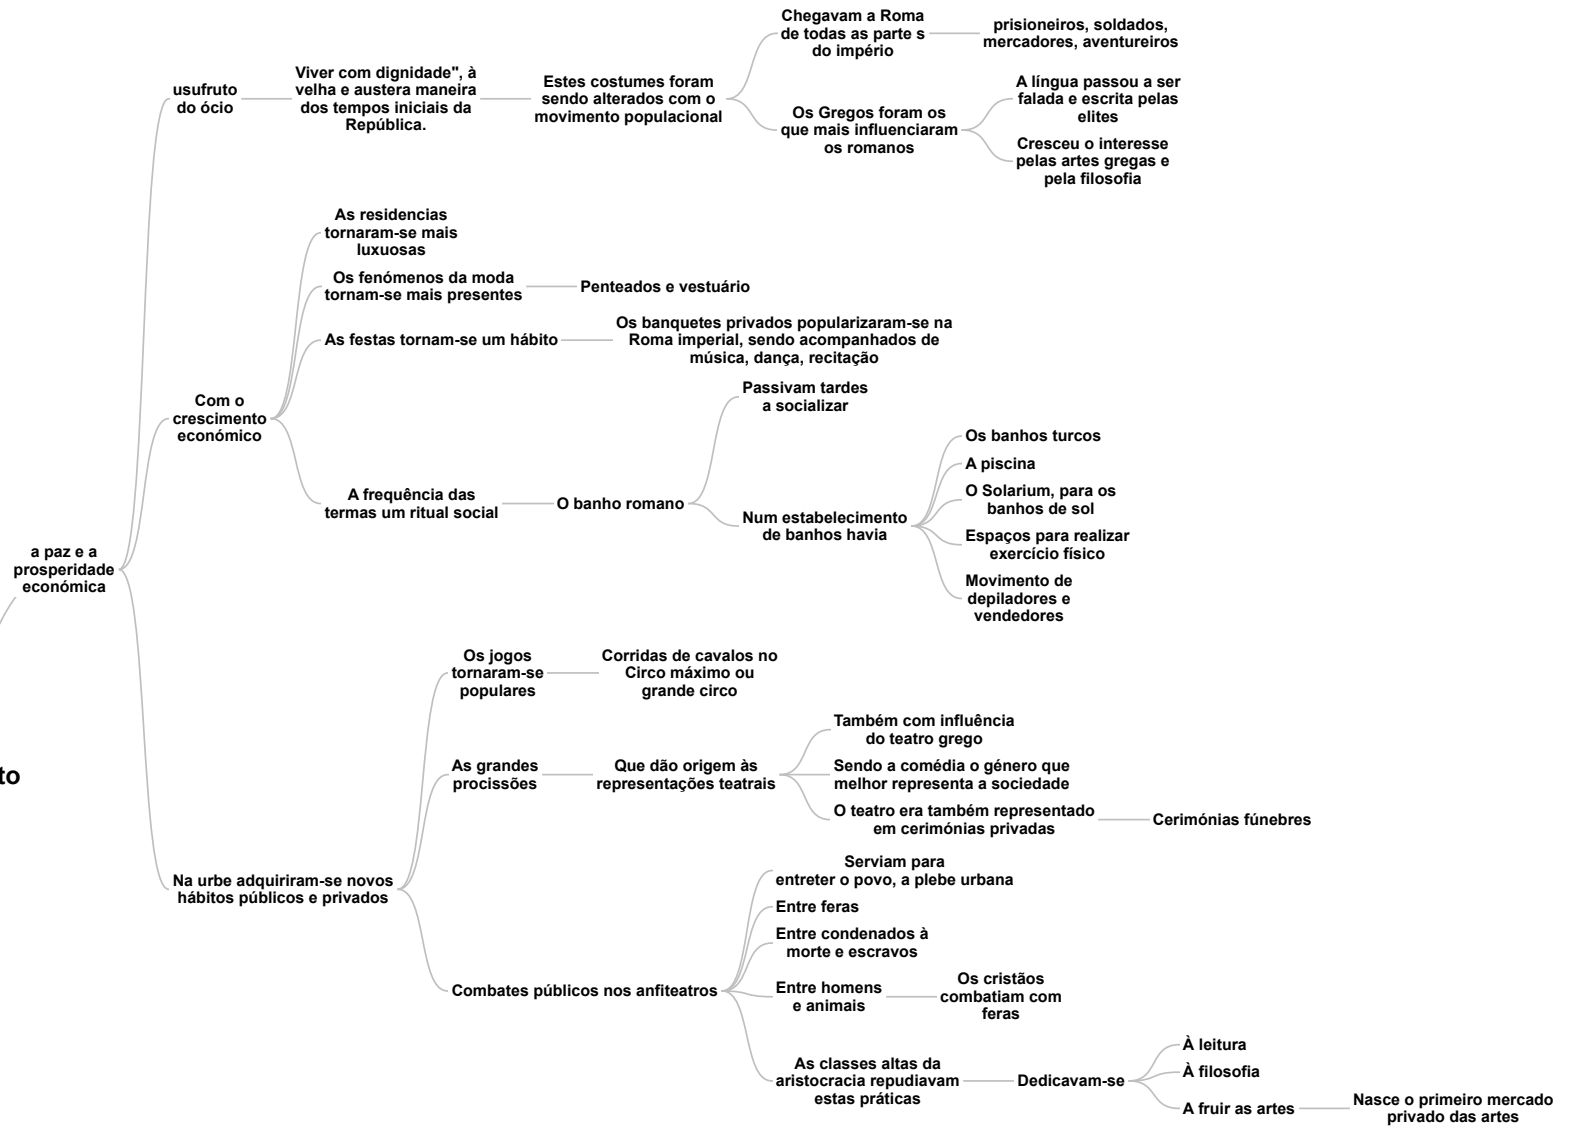 Chegavam a Roma
de todas as parte s
do império
prisioneiros, soldados,
mercadores, aventureiros
usufruto
do ócio
Viver com dignidade", à
velha e austera maneira
dos tempos iniciais da
República.
Estes costumes foram
sendo alterados com o
movimento populacional
Os Gregos foram os
que mais influenciaram
os romanos
A língua passou a ser
falada e escrita pelas
elites
Cresceu o interesse
pelas artes gregas e
pela filosofia
As residencias
tornaram-se mais
luxuosas
Os fenómenos da moda
tornam-se mais presentes
Penteados e vestuário
As festas tornam-se um hábito
Os banquetes privados popularizaram-se na
Roma imperial, sendo acompanhados de
música, dança, recitação
Com o
crescimento
económico
Passivam tardes
a socializar
A frequência das
termas um ritual social
O banho romano
Num estabelecimento
de banhos havia
Os banhos turcos
A piscina
O Solarium, para os
banhos de sol
Espaços para realizar
exercício físico
Movimento de
depiladores e
vendedores
a paz e a
prosperidade
económica
Os jogos
tornaram-se
populares
Corridas de cavalos no
Circo máximo ou
grande circo
As grandes
procissões
Que dão origem às
representações teatrais
Também com influência
do teatro grego
Sendo a comédia o género que
melhor representa a sociedade
O teatro era também representado
em cerimónias privadas
Cerimónias fúnebres
to
Na urbe adquiriram-se novos
hábitos públicos e privados
Combates públicos nos anfiteatros
Serviam para
entreter o povo, a plebe urbana
Entre feras
Entre condenados à
morte e escravos
Entre homens
e animais
Os cristãos
combatiam com
feras
As classes altas da
aristocracia repudiavam
estas práticas
Dedicavam-se
À leitura
À filosofia
A fruir as artes
Nasce o primeiro mercado
privado das artes